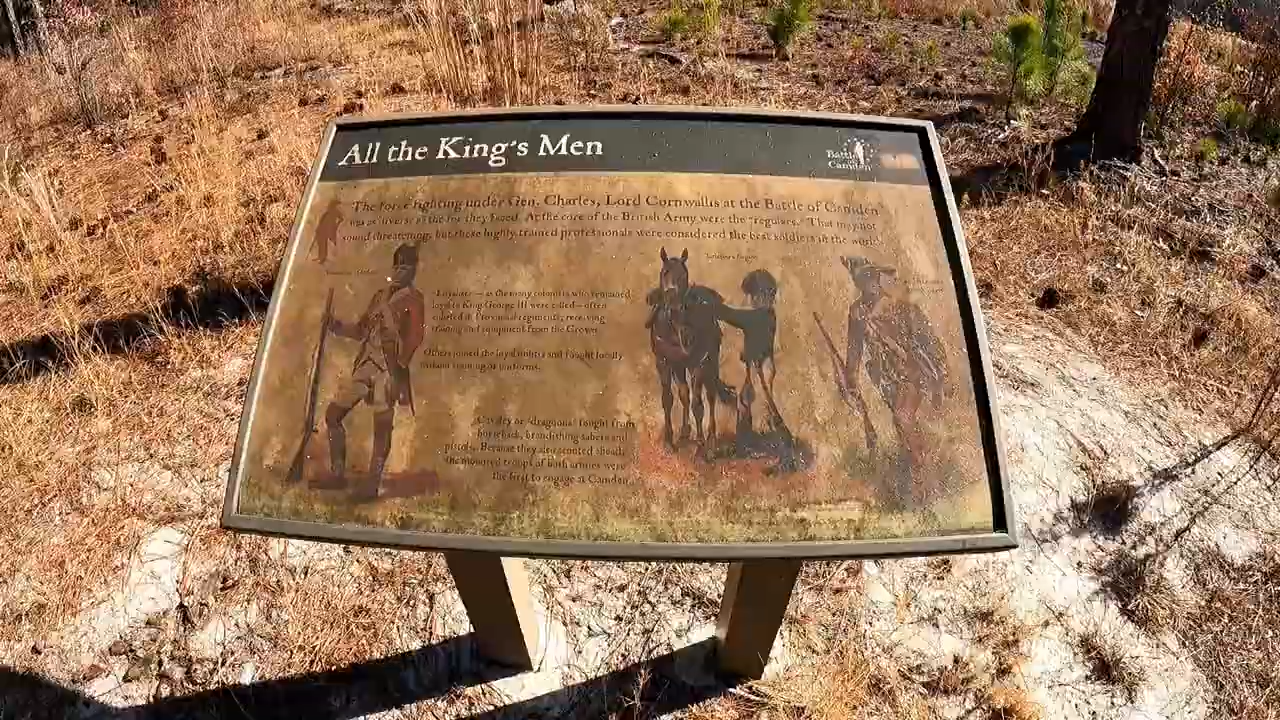 All the King's Men
Battle
Camden
The force fighting under Gen. Charles, Lord Cornwallis at the Battle of Camden
was as diverse as the foe they faced. At the core of the British Army were the "regulars." That may not
sound threatening, but these highly trained professionals were considered the best soldiers in the world.
"Loyalists"— as the many colonists who remained
loyal to King George III were called—often
enlisted in Provincial regiments, receiving
training and equipment from the Crown.
Others joined the loyal militia and fought locally
without training or uniforms.
Cavalry or "dragoons" fought from
horseback, brandishing sabers and
pistols. Because they also scouted ahead,
the mounted troops of both armies were
the first to engage at Camden.